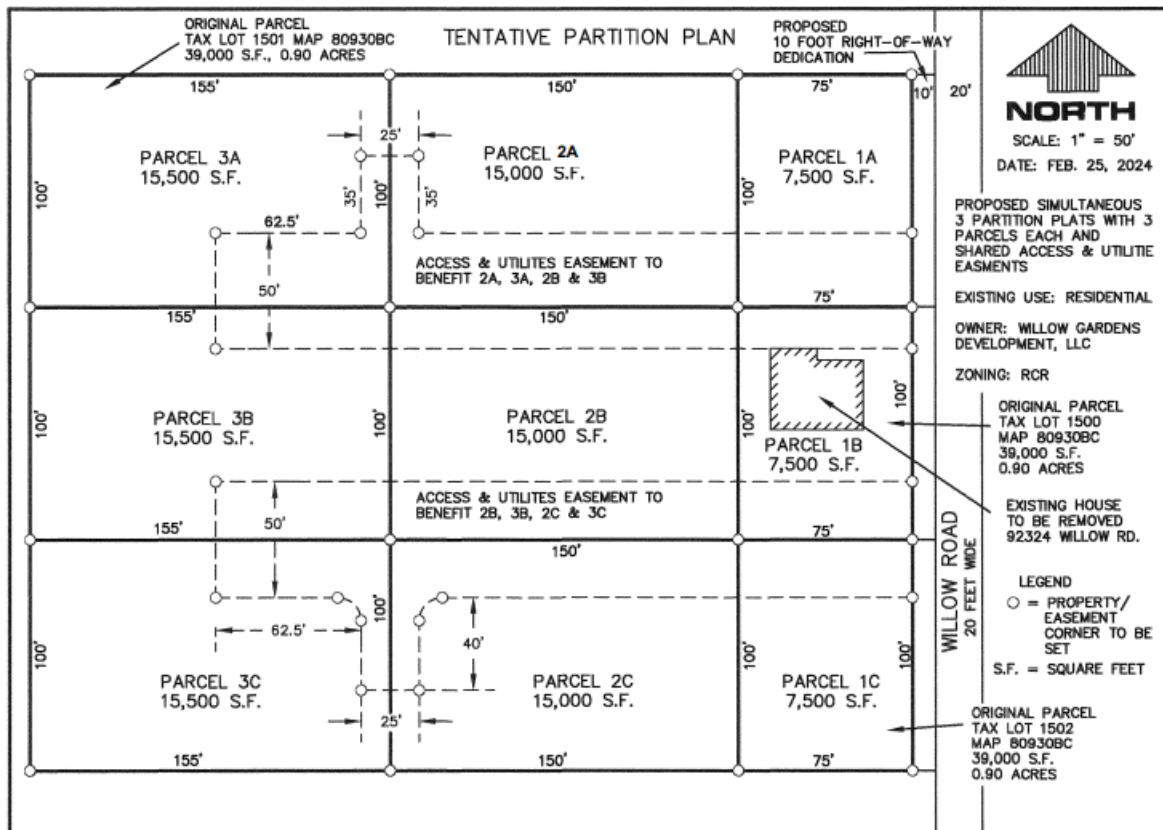 ORIGINAL PARCEL
TAX LOT 1501 MAP 80930BC
39,000 S.F., 0.90 ACRES
TENTATIVE PARTITION PLAN
PROPOSED
10 FOOT RIGHT-OF-WAY
DEDICATION
155'
150'
75'
10'
20'
NORTH
SCALE: 1" = 50'
DATE: FEB. 25, 2024
25'
PARCEL 3A
15,500 S.F.
PARCEL 2A
15,000 S.F.
PARCEL 1A
7,500 S.F.
100'
35'
100'
35'
100'
62.5'
PROPOSED SIMULTANEOUS
3 PARTITION PLATS WITH 3
PARCELS EACH AND
SHARED ACCESS & UTILITIE
EASMENTS
ACCESS & UTILITES EASEMENT TO
BENEFIT 2A, 3A, 2B & 3B
50'
EXISTING USE: RESIDENTIAL
155'
150'
75'
OWNER: WILLOW GARDENS
DEVELOPMENT, LLC
ZONING: RCR
100'
ORIGINAL PARCEL
TAX LOT 1500
MAP 80930BC
39,000 S.F.
0.90 ACRES
PARCEL 3B
15,500 S.F.
PARCEL 2B
15,000 S.F.
PARCEL 1B
7,500 S.F.
100'
100'
100'
ACCESS & UTILITES EASEMENT TO
BENEFIT 2B, 3B, 2C & 3C
50'
EXISTING HOUSE
TO BE REMOVED
92324 WILLOW RD.
155'
150'
75'
WILLOW ROAD
20 FEET WIDE
LEGEND
= PROPERTY/
EASEMENT
CORNER TO BE
SET
S.F. = SQUARE FEET
100'
62.5'
100'
40'
100'
100'
PARCEL 3C
15,500 S.F.
PARCEL 2C
15,000 S.F.
PARCEL 1C
7,500 S.F.
25'
ORIGINAL PARCEL
TAX LOT 1502
MAP 80930BC
39,000 S.F.
0.90 ACRES
155'
150'
75'